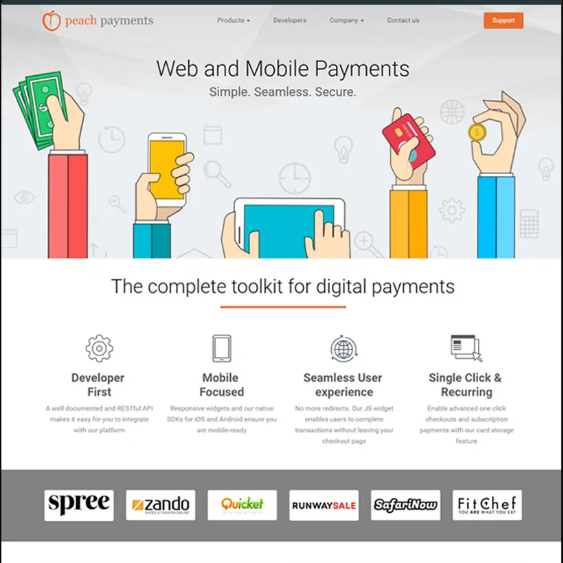 peach payments
Products
Developers
Company
Contact us
Support
Web and Mobile Payments
Simple. Seamless. Secure.
$
The complete toolkit for digital payments
Developer
First
A well documented and RESTful API
makes it easy for you to integrate
with our platform
Mobile
Focused
Responsive widgets and our native
SDKs for iOS and Android ensure you
are mobile-ready
Seamless User
experience
No more redirects. Our JS widget
enables users to complete
transactions without leaving your
checkout page
Single Click &
Recurring
Enable advanced one click
checkouts and subscription
payments with our card storage
feature
spree
zando
SHOES & FASHION ONLINE
Quicket
RUNWAYSALE
SafariNow
FitChef
YOU ARE WHAT YOU EAT